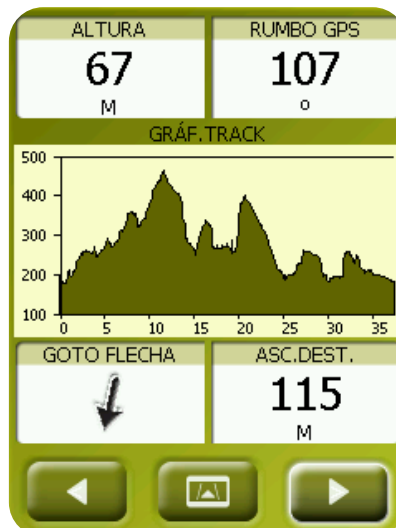 ALTURA
67
M
RUMBO GPS
107
o
GRÁF.TRACK
500
400
300
200
100
0 5 10 15 20 25 30 35
GOTO FLECHA
ASC.DEST.
115
M